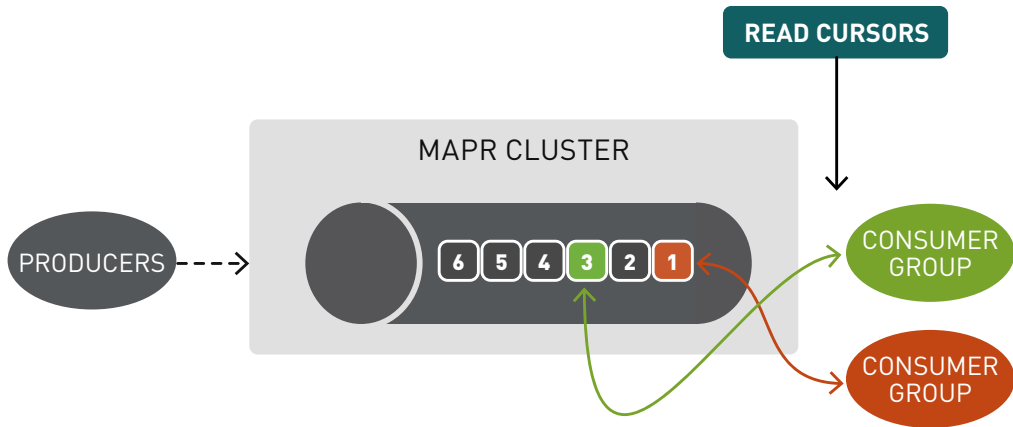 READ CURSORS
MAPR CLUSTER
PRODUCERS
6 5 4 3 2 1
CONSUMER
GROUP
CONSUMER
GROUP